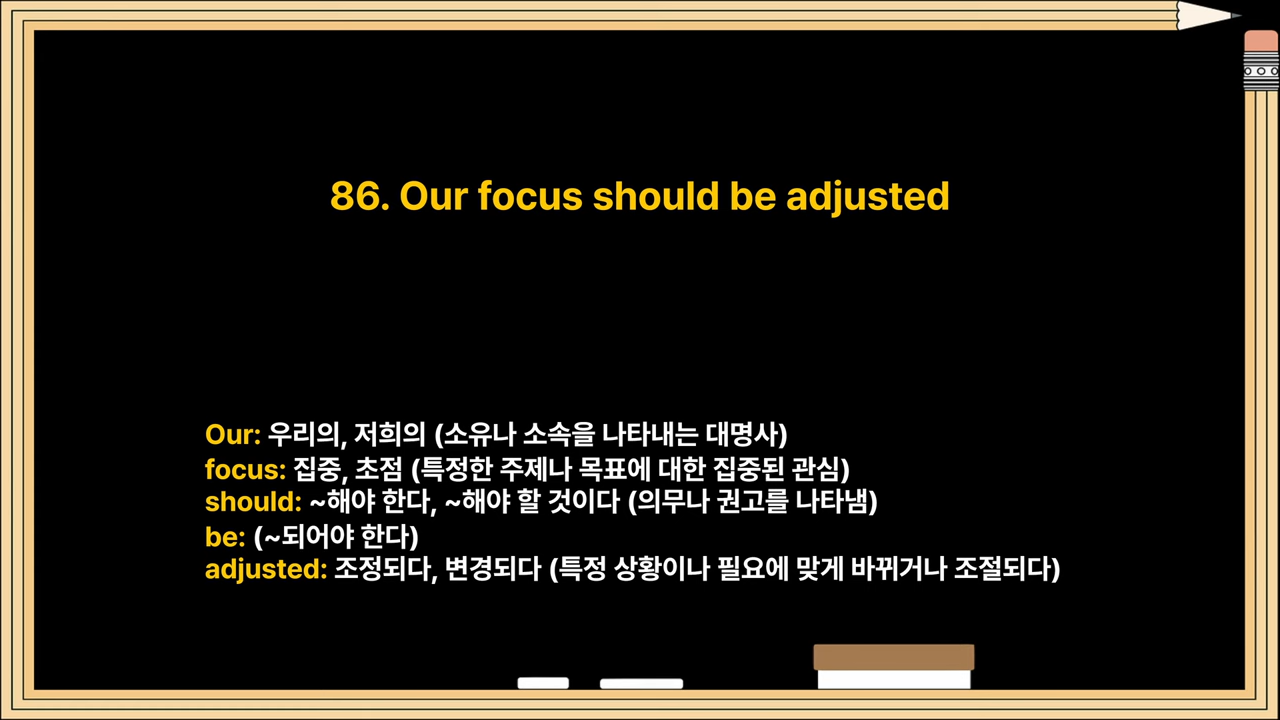 86. Our focus should be adjusted
Our: 우리의, 저희의 (소유나 소속을 나타내는 대명사)
focus: 집중, 초점 (특정한 주제나 목표에 대한 집중된 관심)
should: ~해야 한다, ~해야 할 것이다 (의무나 권고를 나타냄)
be: (~되어야 한다)
adjusted: 조정되다, 변경되다 (특정 상황이나 필요에 맞게 바뀌거나 조절되다)